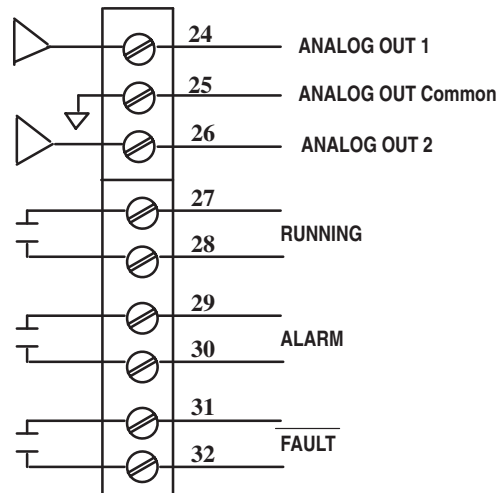 24 ANALOG OUT 1
25 ANALOG OUT Common
26 ANALOG OUT 2
27
RUNNING
28
29
ALARM
30
31
FAULT
32